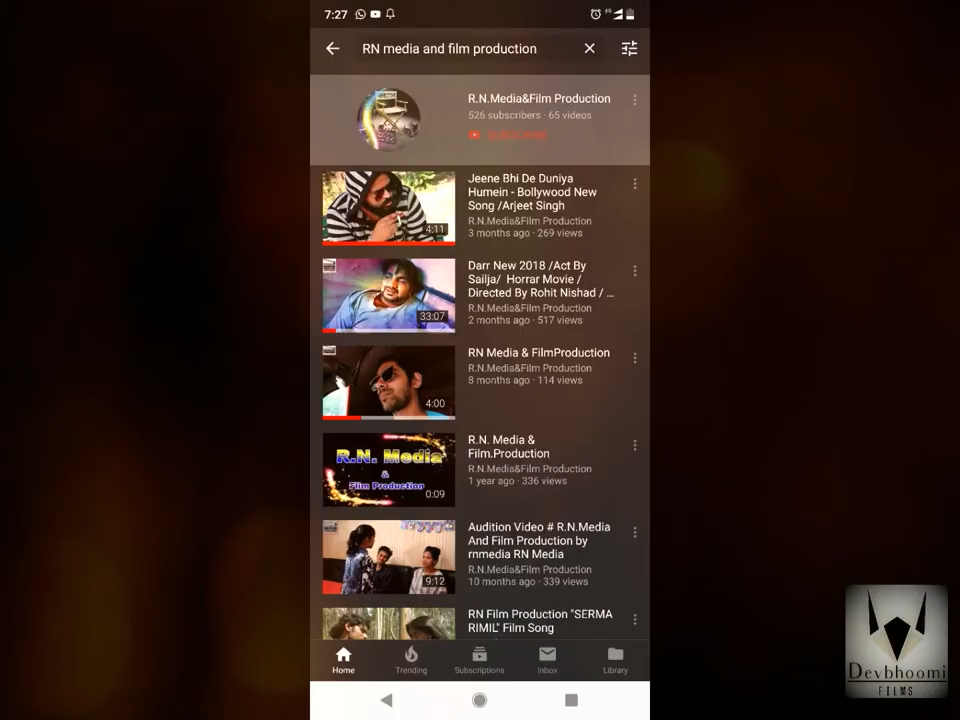 7:27
RN media and film production
R.N.Media&Film Production
526 subscribers · 65 videos
Jeene Bhi De Duniya
Humein - Bollywood New
Song /Arjeet Singh
R.N.Media&Film Production
3 months ago · 269 views
4:11
Darr New 2018 /Act By
Sailja/ Horrar Movie /
Directed By Rohit Nishad / ...
R.N.Media&Film Production
2 months ago · 517 views
33:07
RN Media & FilmProduction
R.N.Media&Film Production
8 months ago · 114 views
4:00
R.N. Media
&
Film Production
0:09
R.N. Media &
Film.Production
R.N.Media&Film Production
1 year ago · 336 views
Audition Video # R.N.Media
And Film Production by
rnmedia RN Media
R.N.Media&Film Production
10 months ago · 339 views
9:12
RN Film Production "SERMA
RIMIL" Film Song
Home
Trending
Subscriptions
Inbox
Library
Devbhoomi
FILMS